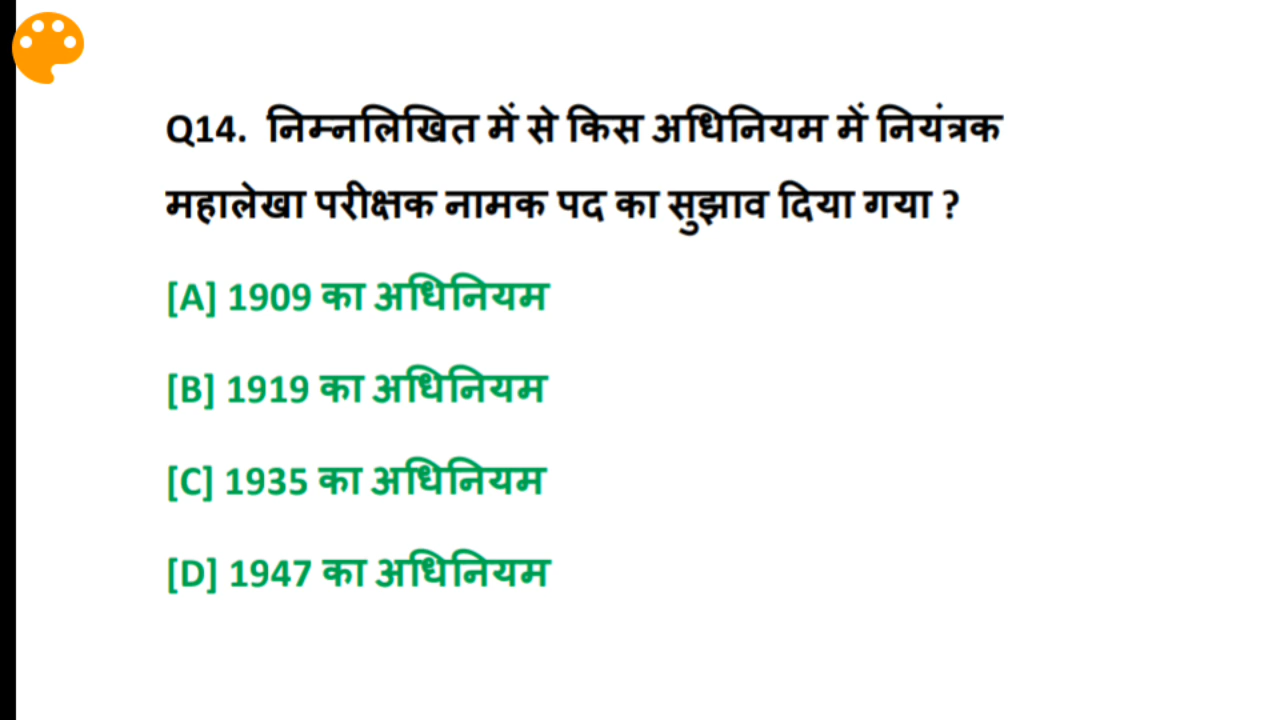 Q14. निम्नलिखित में से किस अधिनियम में नियंत्रक
महालेखा परीक्षक नामक पद का सुझाव दिया गया ?
[A] 1909 का अधिनियम
[B] 1919 का अधिनियम
[C] 1935 का अधिनियम
[D] 1947 का अधिनियम